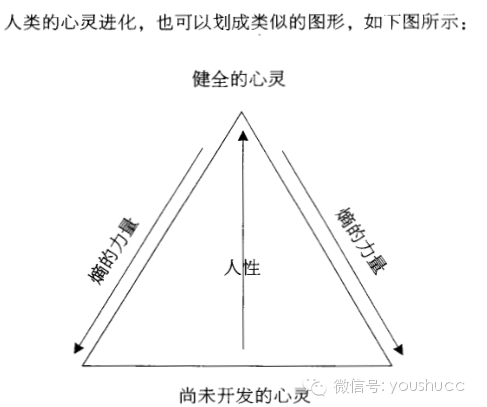 人类的心灵进化，也可以划成类似的图形，如下图所示：
健全的心灵
熵的力量
人性
熵的力量
尚未开发的心灵
微信号: youshucc